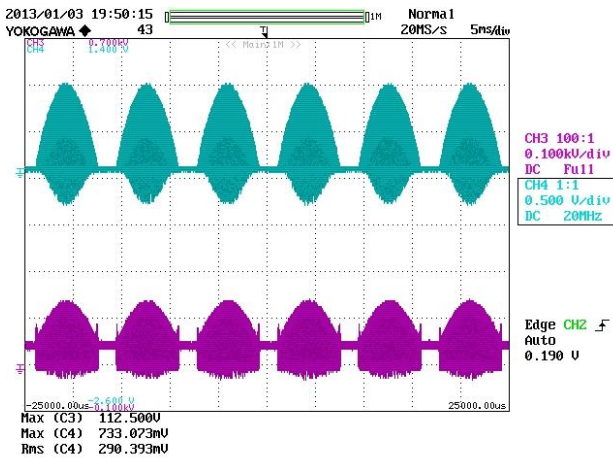 2013/01/03 19:50:15 1M Normal
YOKOGAWA 43 T 20MS/s 5ms/div
CH3 0.700kV
CH4 1.400 V
<< Main:1M >>
CH3 100:1
0.100kV/div
DC Full
CH4 1:1
0.500 V/div
DC 20MHz
Edge CH2
Auto
0.190 V
-2.600 V
-25000.00us -0.100kV 25000.00us
Max (C3) 112.500V
Max (C4) 733.073mV
Rms (C4) 290.393mV